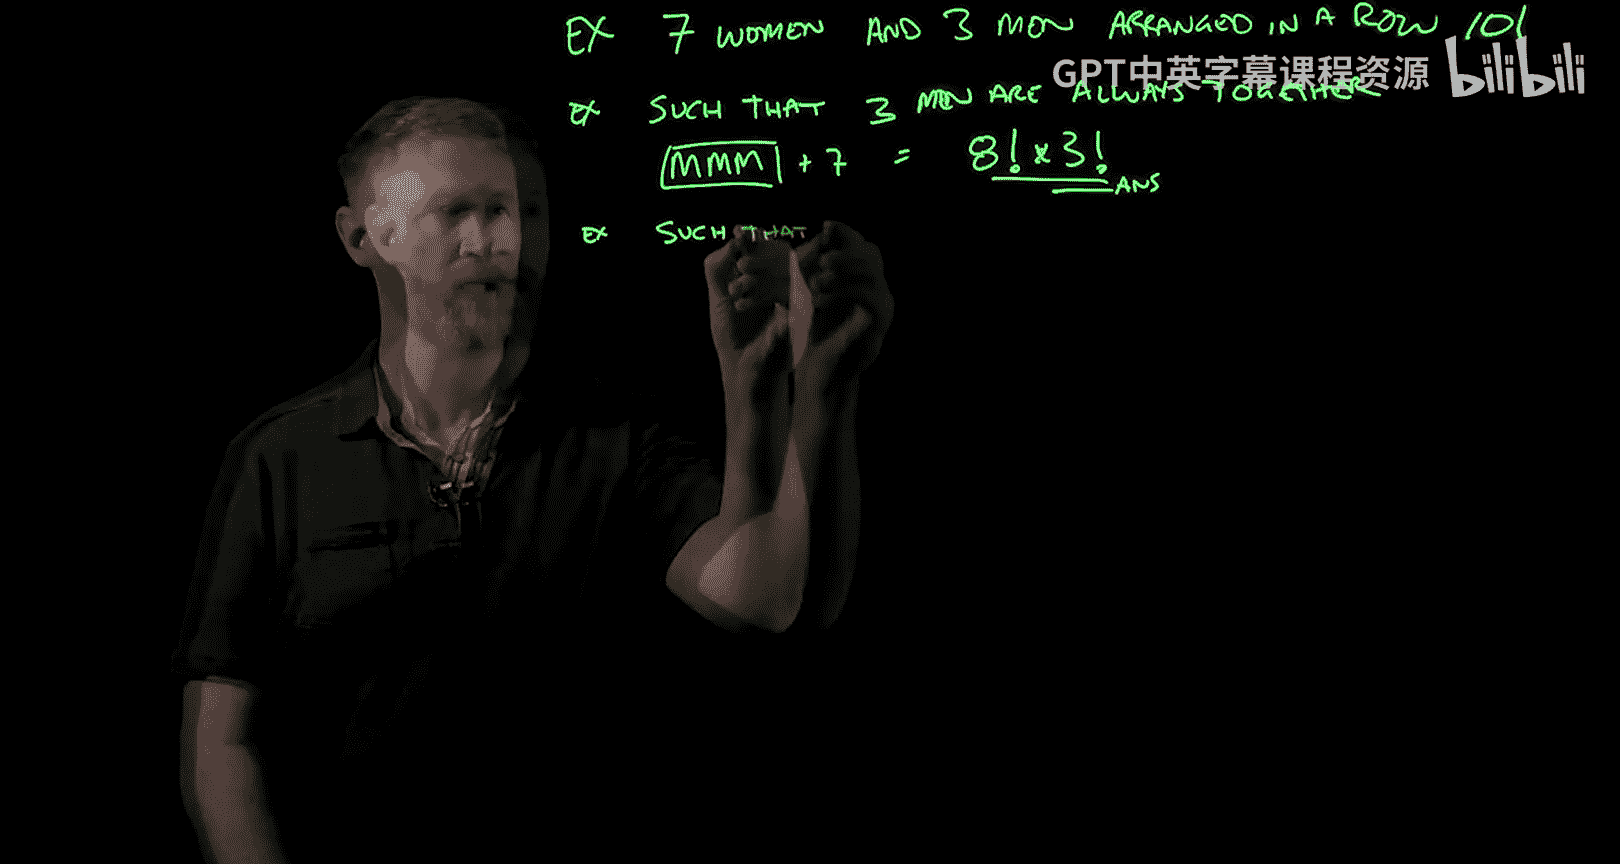 EX 7 WOMEN AND 3 MEN ARRANGED IN A ROW 10!
GPT中英字幕课程资源 bilibili
EX SUCH THAT 3 MEN ARE ALWAYS TOGETHER
MMM + 7 = 8! × 3!
ANS
EX SUCH THAT